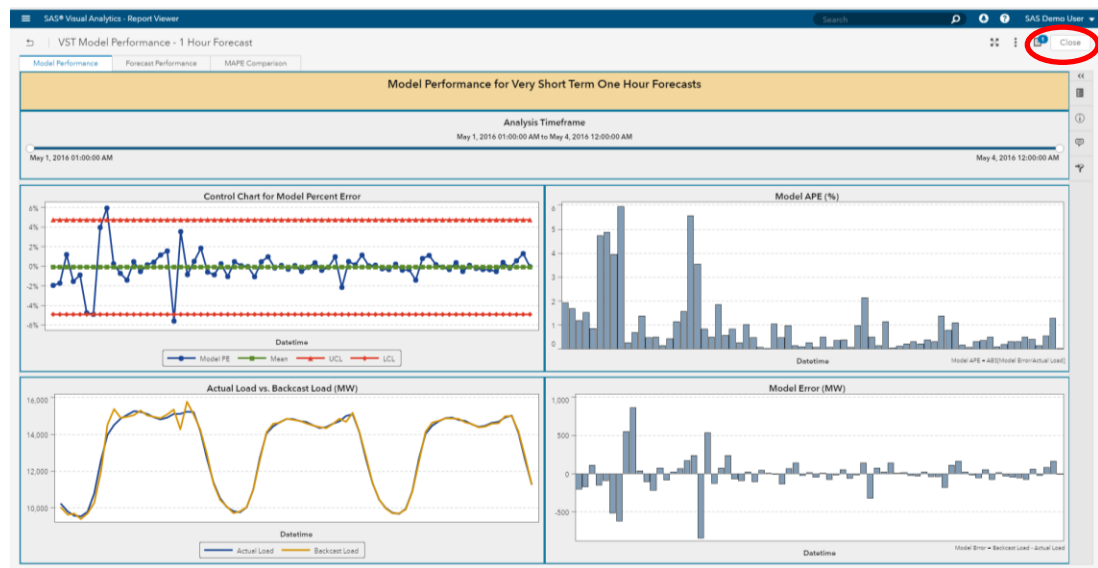 SAS® Visual Analytics - Report Viewer
Search
SAS Demo User
VST Model Performance - 1 Hour Forecast
1
Close
Model Performance
Forecast Performance
MAPE Comparison
Model Performance for Very Short Term One Hour Forecasts
Analysis Timeframe
May 1, 2016 01:00:00 AM to May 4, 2016 12:00:00 AM
May 1, 2016 01:00:00 AM
May 4, 2016 12:00:00 AM
Control Chart for Model Percent Error
6%
4%
2%
0%
-2%
-4%
-6%
Datetime
Model PE
Mean
UCL
LCL
Model APE (%)
6
5
4
3
2
1
0
Datetime
Model APE = ABS[Model Error/Actual Load]
Actual Load vs. Backcast Load (MW)
16,000
14,000
12,000
10,000
Datetime
Actual Load
Backcast Load
Model Error (MW)
1,000
500
0
-500
Datetime
Model Error = Backcast Load - Actual Load